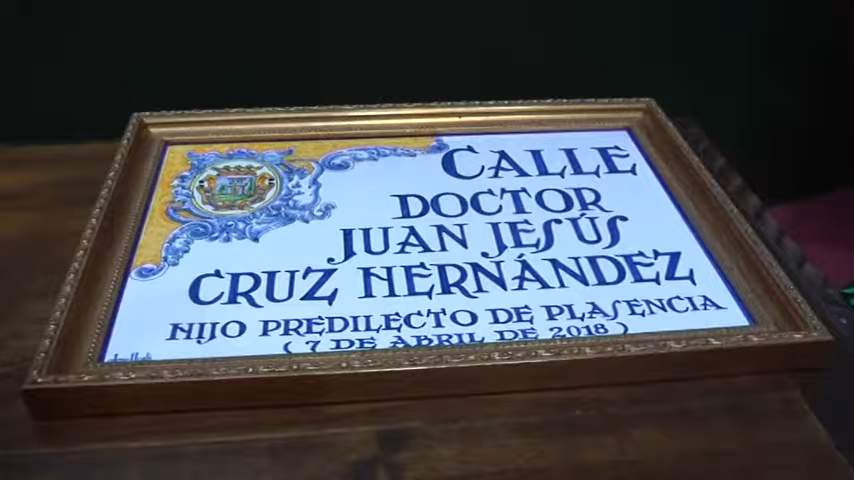 CALLE
DOCTOR
JUAN JESÚS
CRUZ HERNÁNDEZ
HIJO PREDILECTO DE PLASENCIA
( 7 DE ABRIL DE 2018 )